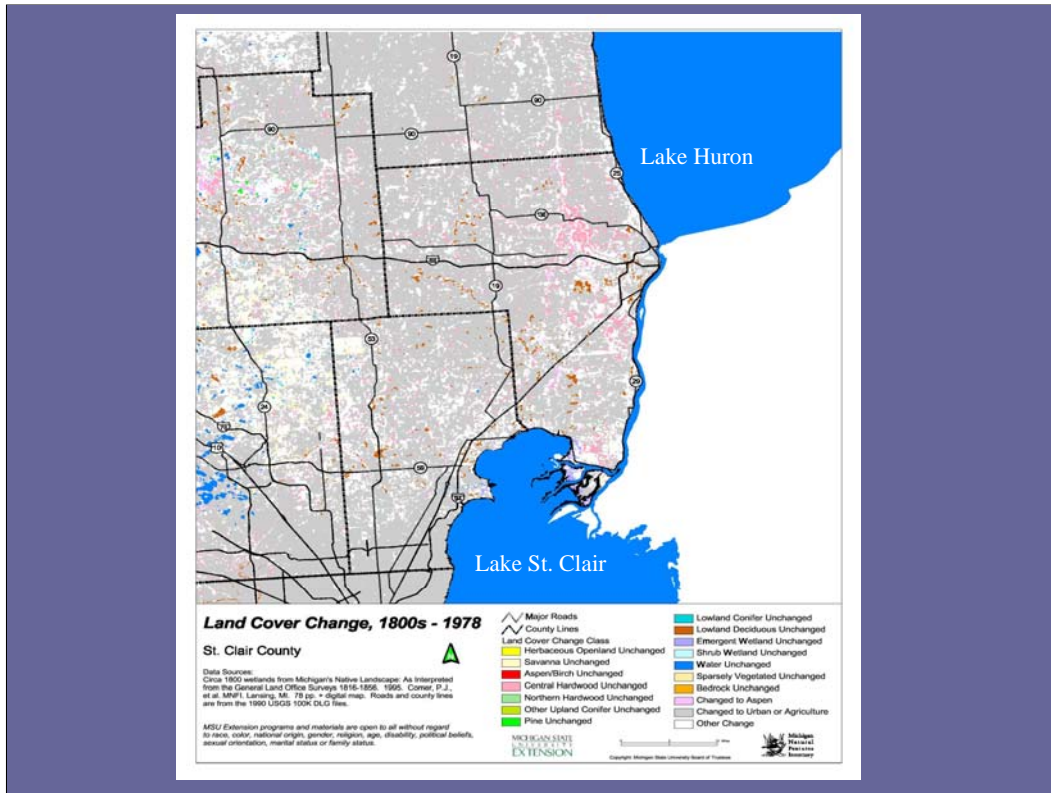 19
90
90
90
Lake Huron
25
19
53
29
24
10
59
Lake St. Clair
Land Cover Change, 1800s - 1978
St. Clair County
Data Sources:
Circa 1800 wetlands from Michigan's Native Landscape: As Interpreted
from the General Land Office Surveys 1816-1856. 1995. Comer, P.J.,
et al. MNFI. Lansing, MI. 78 pp. + digital map. Roads and county lines
are from the 1990 USGS 100K DLG files.
MSU Extension programs and materials are open to all without regard
to race, color, national origin, gender, religion, age, disability, political beliefs,
sexual orientation, marital status or family status.
Major Roads
County Lines
Land Cover Change Class
Herbaceous Openland Unchanged
Savanna Unchanged
Aspen/Birch Unchanged
Central Hardwood Unchanged
Northern Hardwood Unchanged
Other Upland Conifer Unchanged
Pine Unchanged
Lowland Conifer Unchanged
Lowland Deciduous Unchanged
Emergent Wetland Unchanged
Shrub Wetland Unchanged
Water Unchanged
Sparsely Vegetated Unchanged
Bedrock Unchanged
Changed to Aspen
Changed to Urban or Agriculture
Other Change
MICHIGAN STATE
UNIVERSITY
EXTENSION
Copyright: Michigan State University Board of Trustees
Michigan
Natural
Features
Inventory